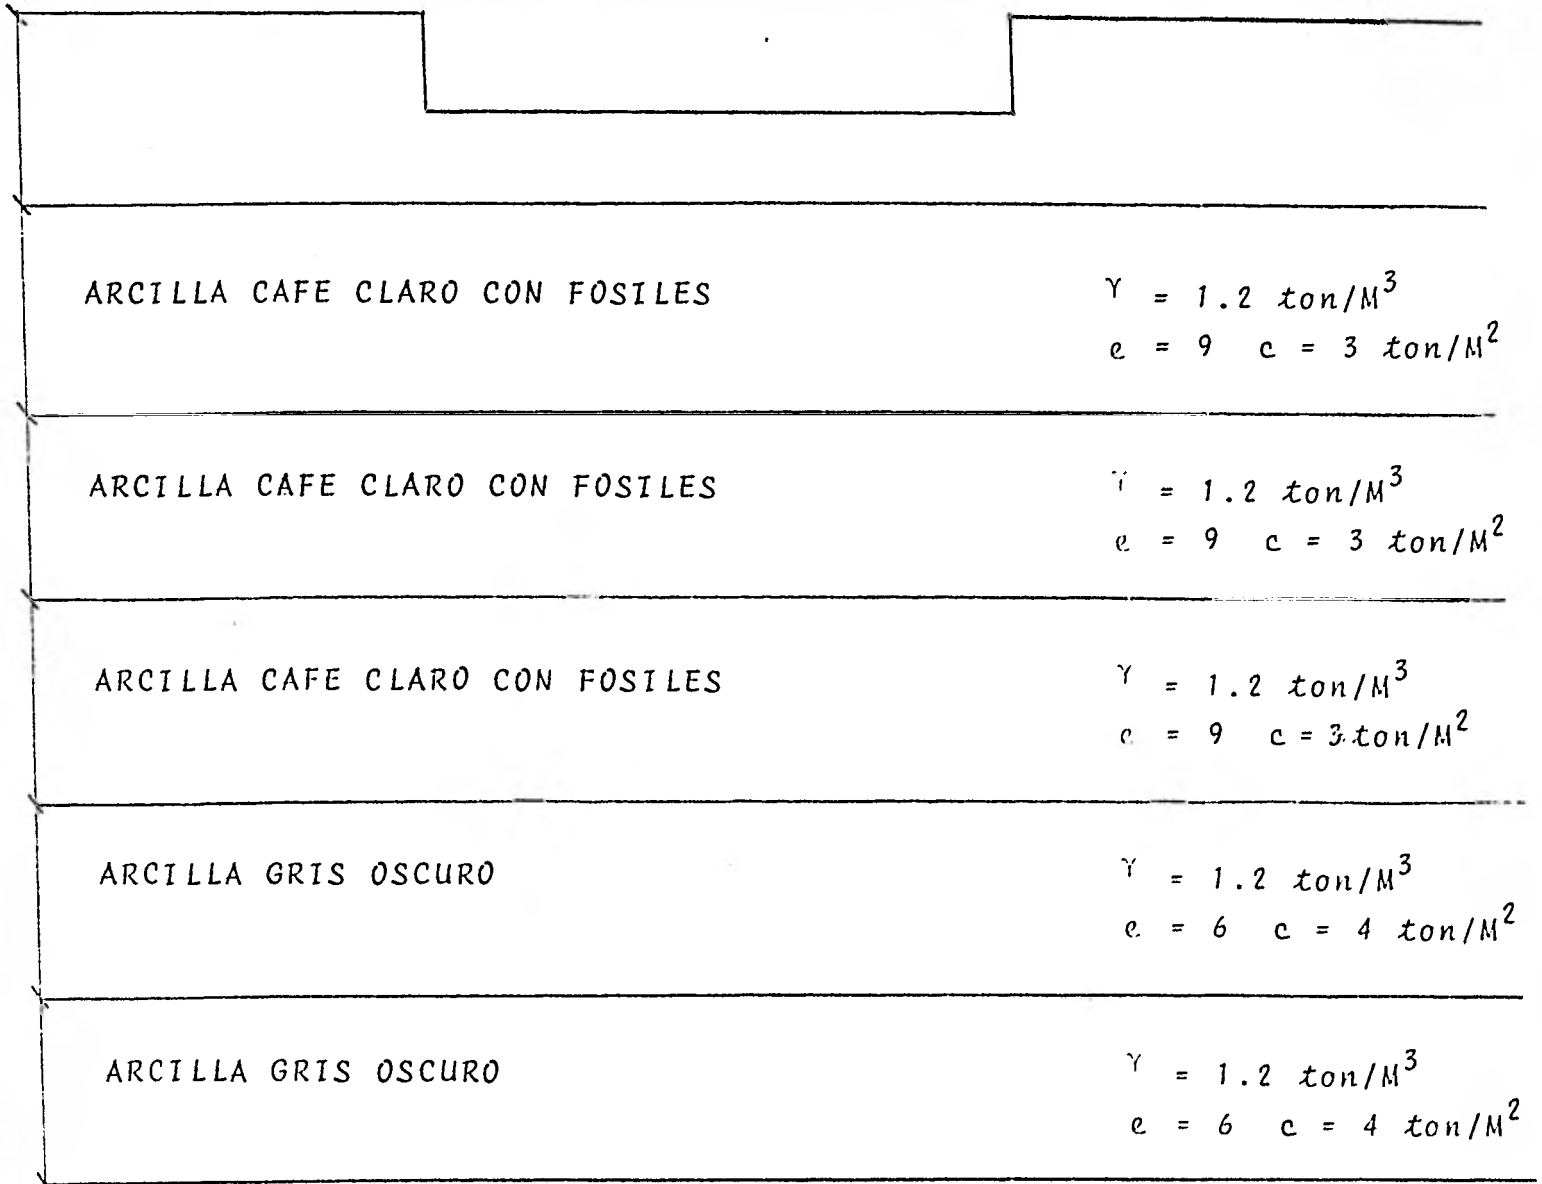 ARCILLA CAFE CLARO CON FOSILES γ = 1.2 ton/M³
e = 9 c = 3 ton/M²
ARCILLA CAFE CLARO CON FOSILES γ = 1.2 ton/M³
e = 9 c = 3 ton/M²
ARCILLA CAFE CLARO CON FOSILES γ = 1.2 ton/M³
e = 9 c = 3 ton/M²
ARCILLA GRIS OSCURO γ = 1.2 ton/M³
e = 6 c = 4 ton/M²
ARCILLA GRIS OSCURO γ = 1.2 ton/M³
e = 6 c = 4 ton/M²